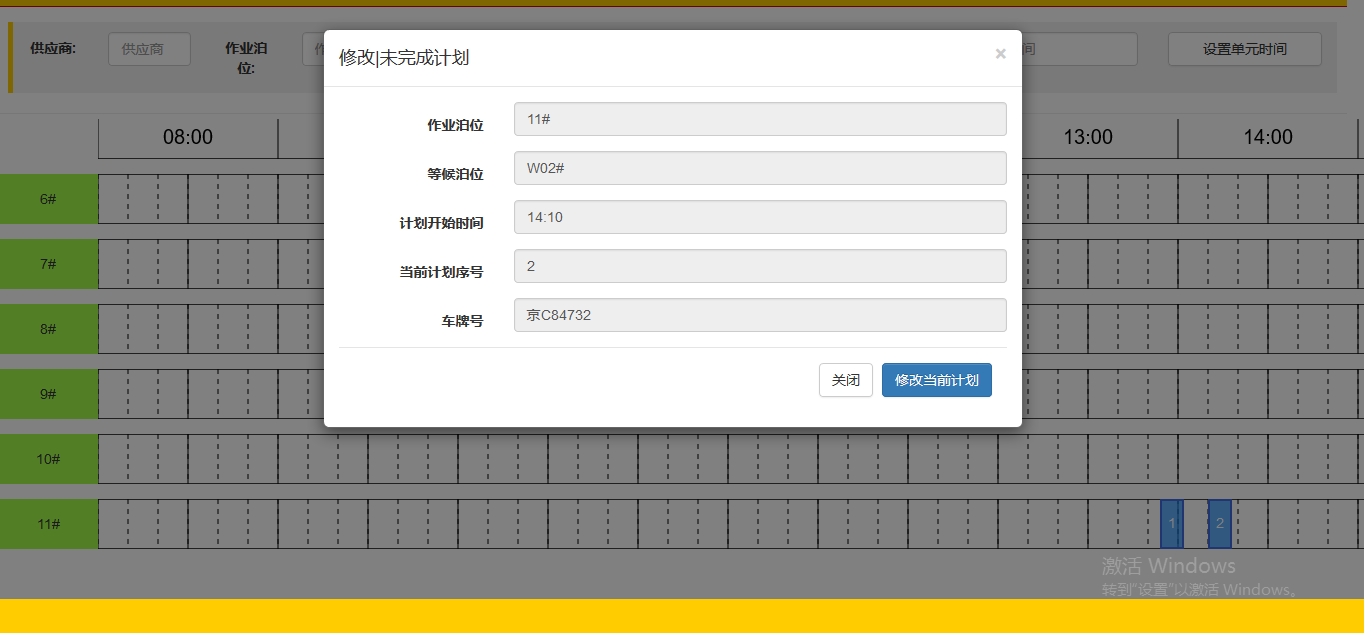 供应商:
供应商
作业泊
位:
作
间
设置单元时间
修改|未完成计划
×
作业泊位
11#
等候泊位
W02#
计划开始时间
14:10
当前计划序号
2
车牌号
京C84732
关闭
修改当前计划
08:00
13:00
14:00
6#
7#
8#
9#
10#
11#
1
2
激活 Windows
转到"设置"以激活 Windows。